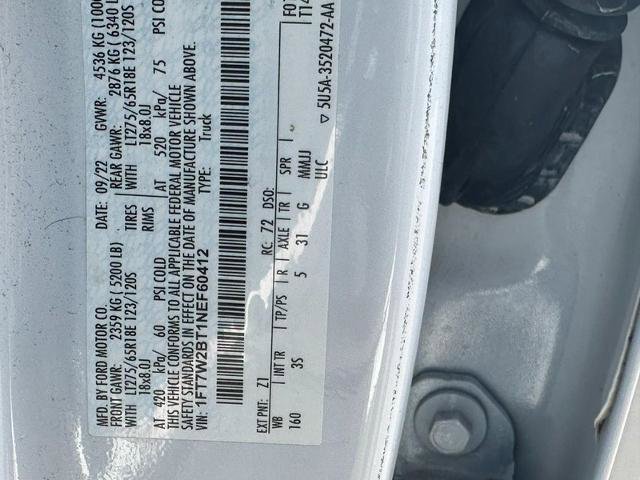 MFD. BY FORD MOTOR CO.
DATE: 09/22 GVWR: 4536 KG (1000
FRONT GAWR: 2359 KG (5200 LB) REAR GAWR: 2876 KG (6340 L
WITH LT275/65R18E 123/120S TIRES WITH LT275/65R18E 123/120S
18x8.0J RIMS 18x8.0J
AT 420 kPa/ 60 PSI COLD AT 520 kPa/ 75 PSI CO
THIS VEHICLE CONFORMS TO ALL APPLICABLE FEDERAL MOTOR VEHICLE
SAFETY STANDARDS IN EFFECT ON THE DATE OF MANUFACTURE SHOWN ABOVE.
VIN: 1FT7W2BT1NEF60412 TYPE: Truck
F0
T14
EXT PNT: Z1 RC: 72 DSO:
WB INT TR TP/PS R AXLE TR SPR
160 3S 5 31 G MMJJ
ULC
▽ 5U5A-3520472-AA